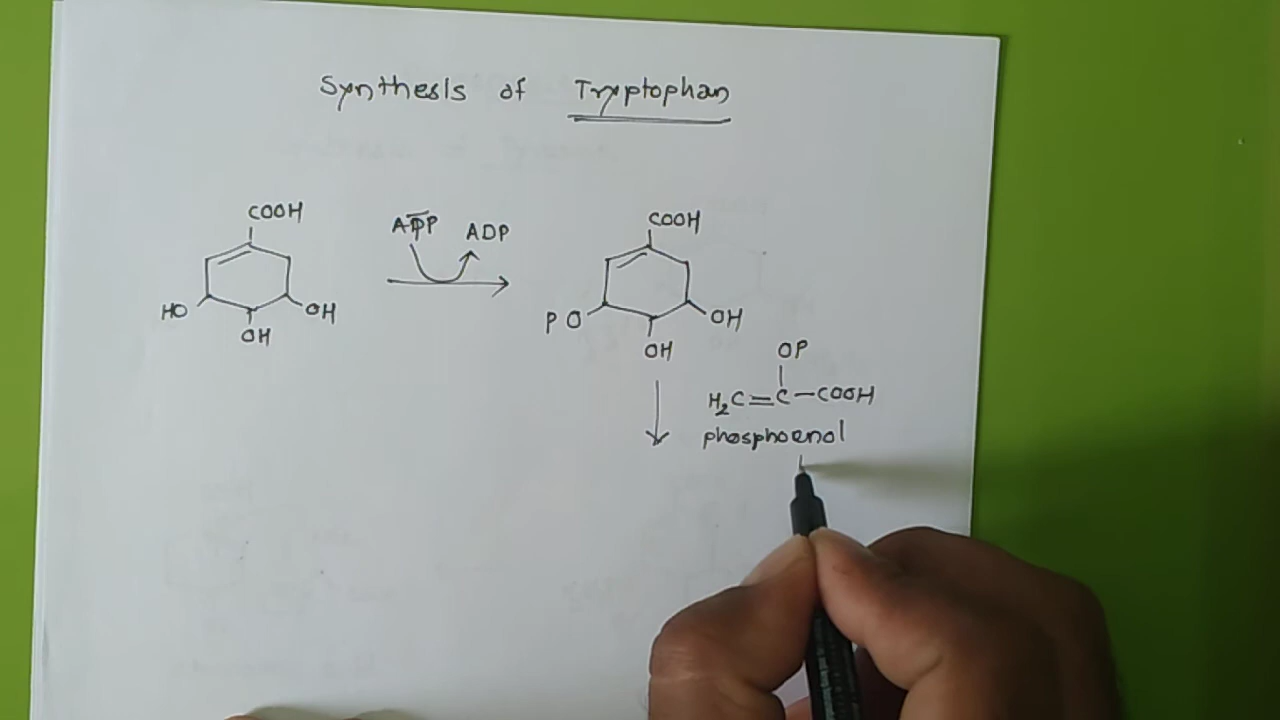 Synthesis of Tryptophan
COOH
HO
OH
OH
ATP
ADP
COOH
PO
OH
OH
OP
H₂C=C-COOH
phosphoenol